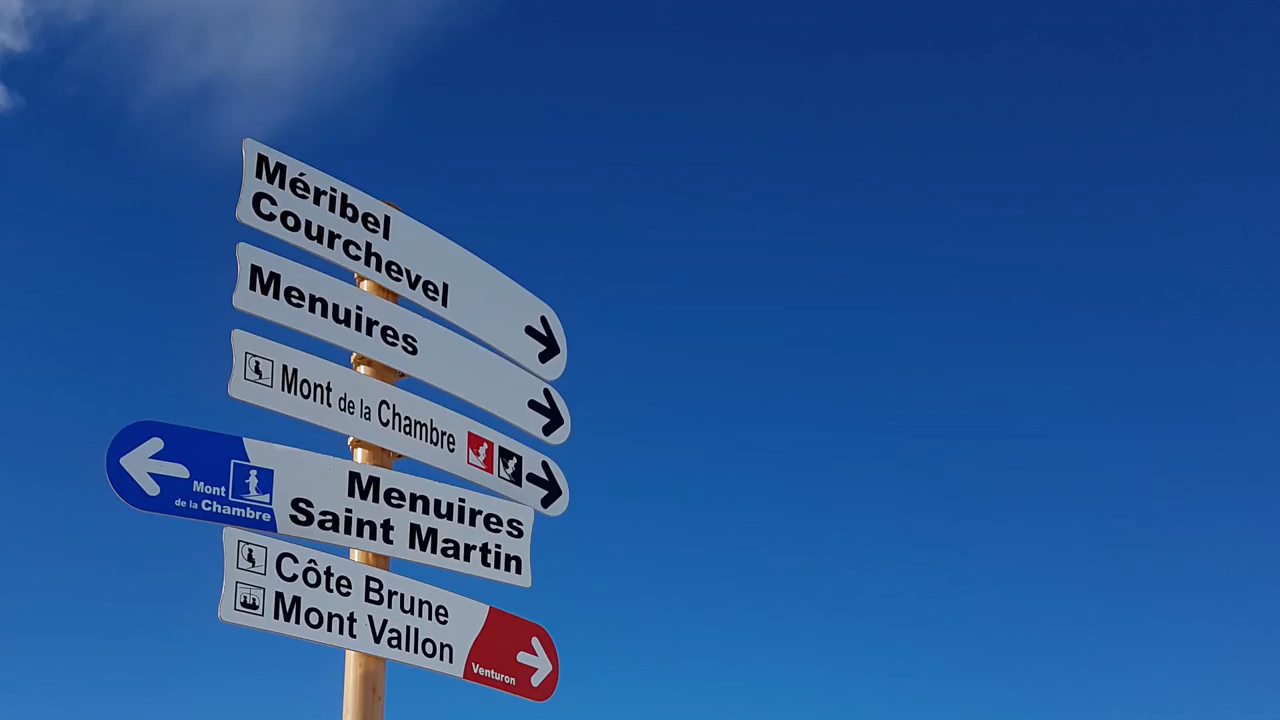 Méribel
Courchevel
Menuires
Mont de la Chambre
Mont
de la Chambre
Menuires
Saint Martin
Côte Brune
Mont Vallon
Venturon